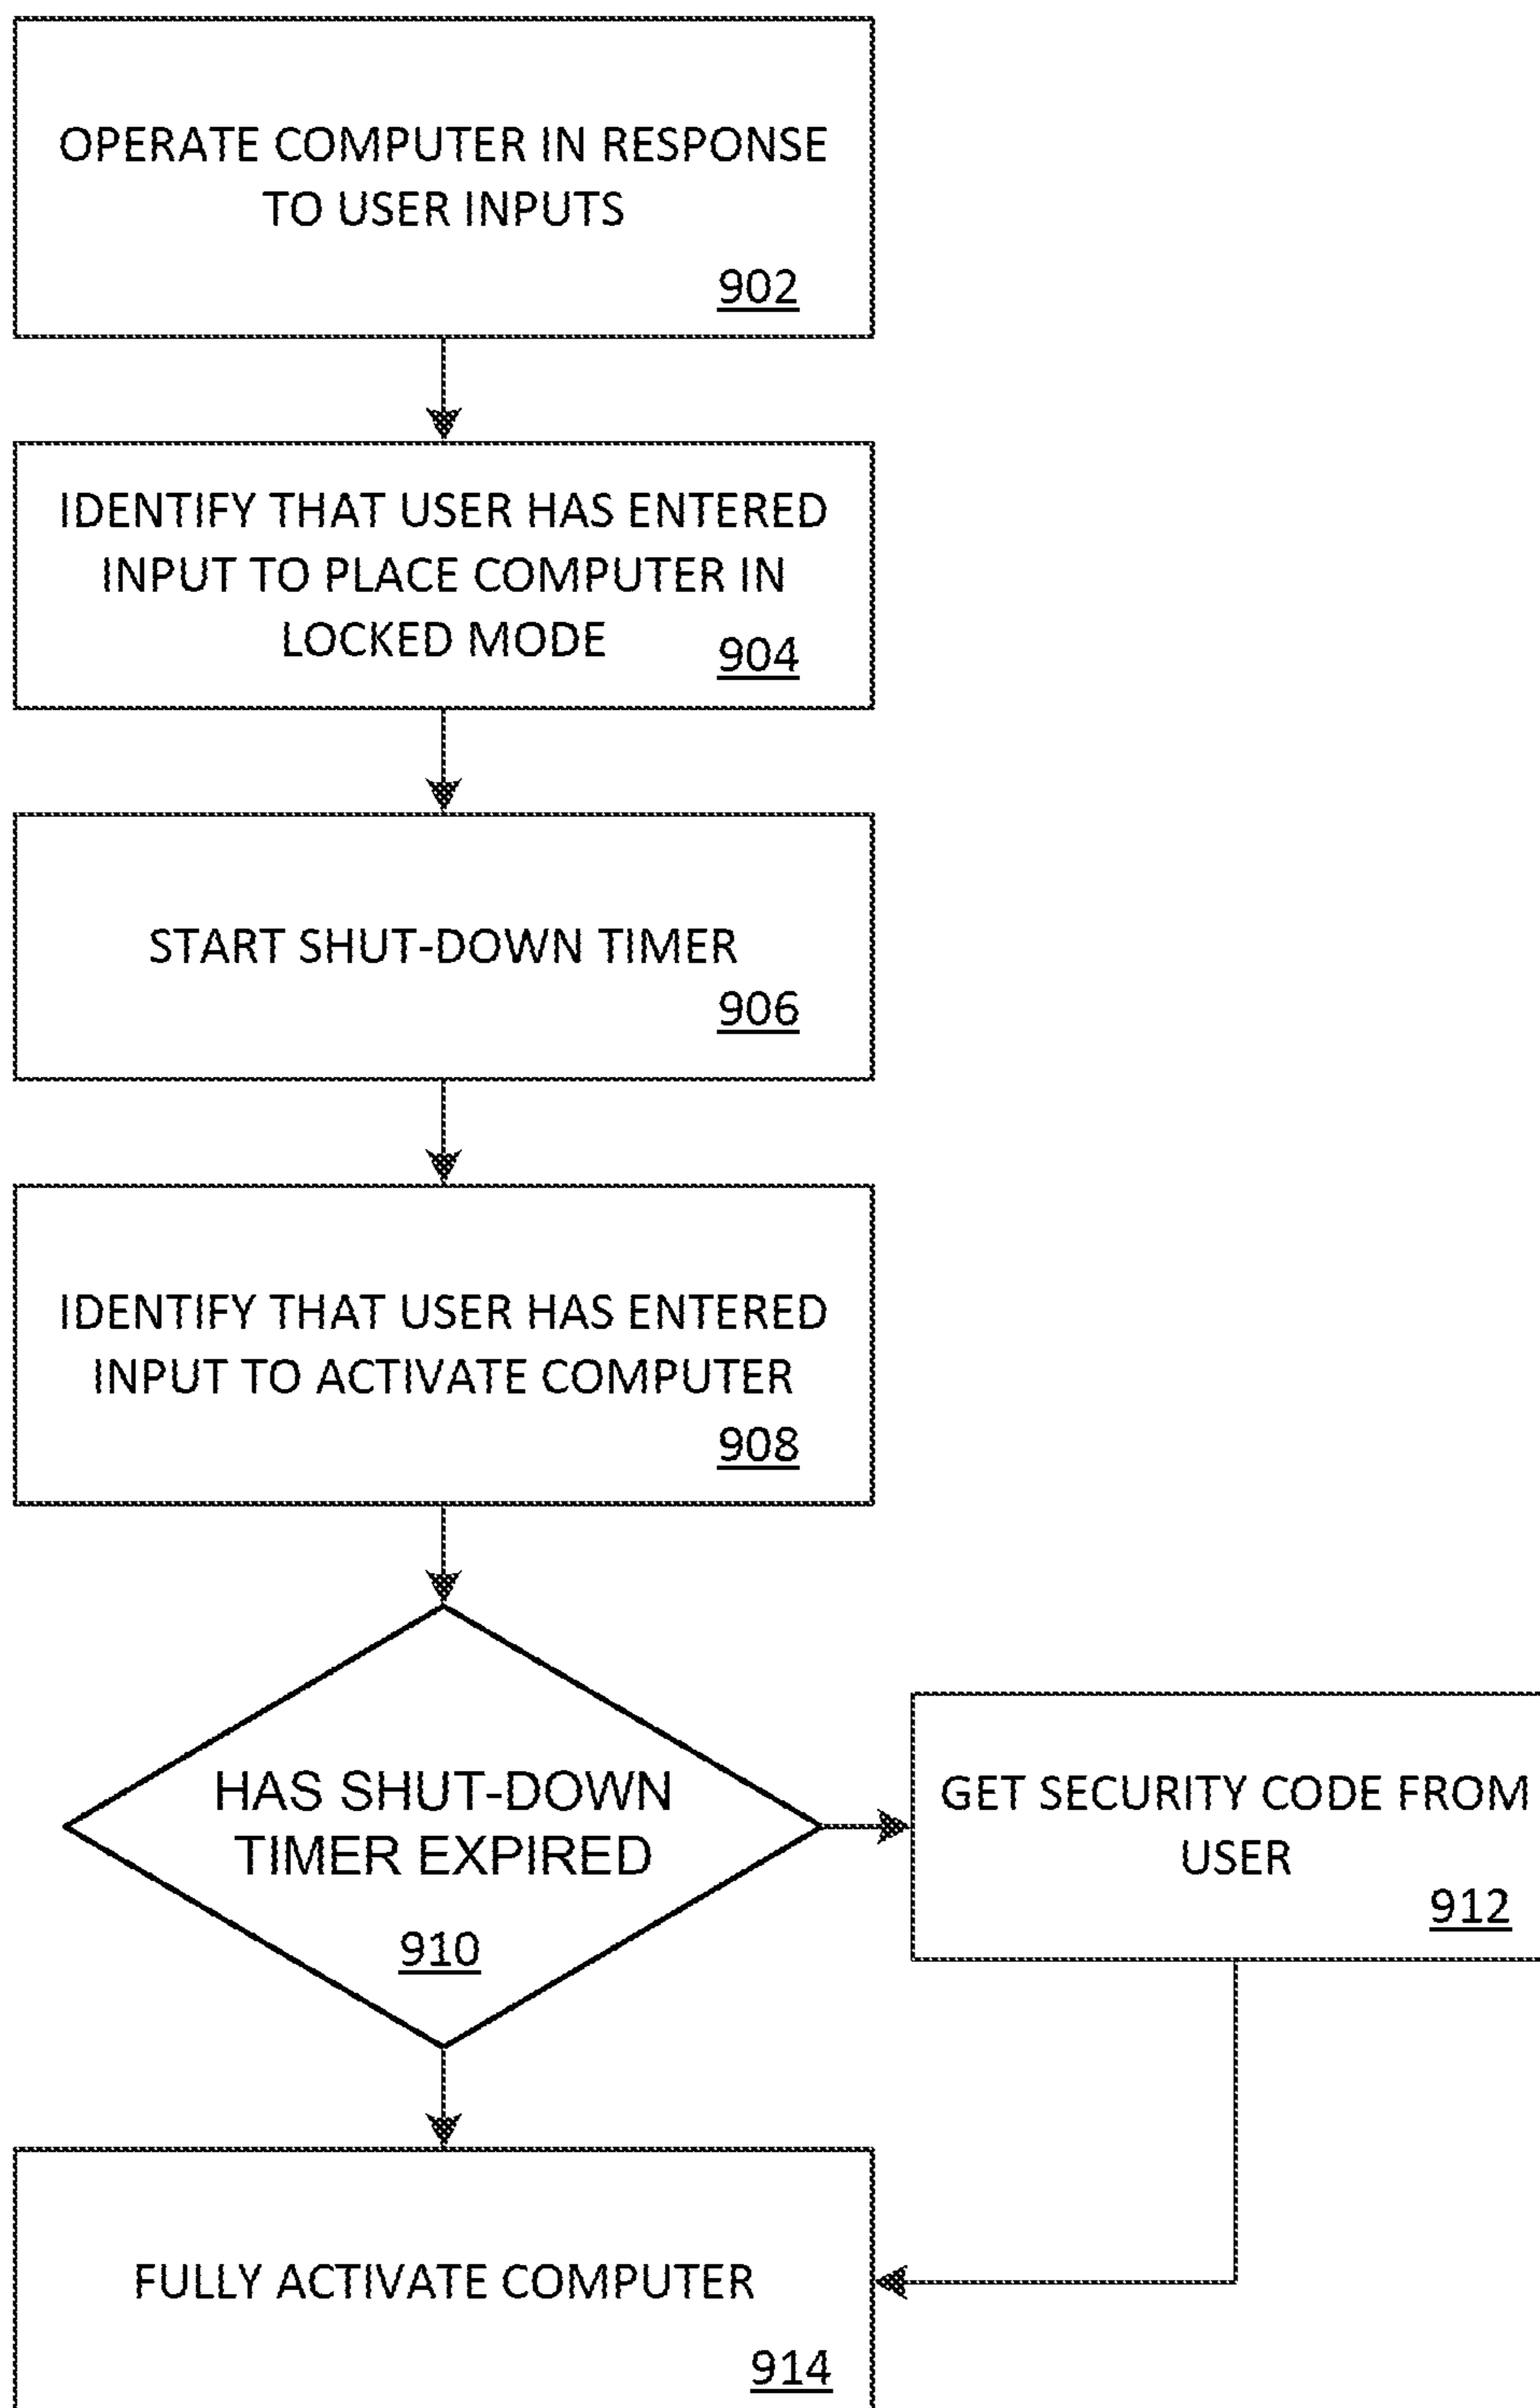 OPERATE COMPUTER IN RESPONSE
TO USER INPUTS
902
IDENTIFY THAT USER HAS ENTERED
INPUT TO PLACE COMPUTER IN
LOCKED MODE
904
START SHUT-DOWN TIMER
906
IDENTIFY THAT USER HAS ENTERED
INPUT TO ACTIVATE COMPUTER
908
HAS SHUT-DOWN
TIMER EXPIRED
910
GET SECURITY CODE FROM
USER
912
FULLY ACTIVATE COMPUTER
914